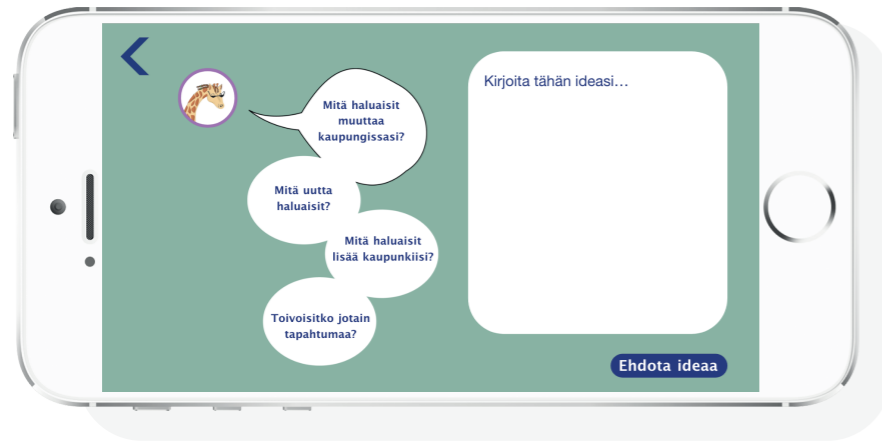 Mitä haluaisit
muuttaa
kaupungissasi?
Mitä uutta
haluaisit?
Mitä haluaisit
lisää kaupunkiisi?
Toivoisitko jotain
tapahtumaa?
Kirjoita tähän ideasi…
Ehdota ideaa